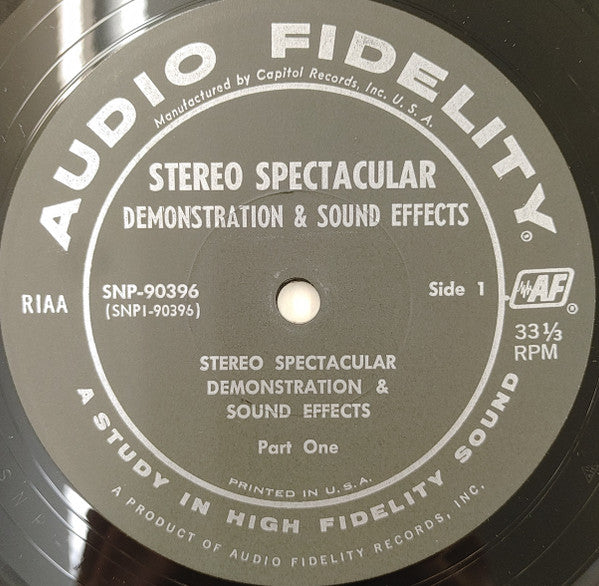 AUDIO FIDELITY®
Manufactured by Capitol Records, Inc. U. S. A.
STEREO SPECTACULAR
DEMONSTRATION & SOUND EFFECTS
RIAA
SNP-90396
(SNP1-90396)
Side 1
AF®
33⅓
RPM
STEREO SPECTACULAR
DEMONSTRATION &
SOUND EFFECTS
Part One
PRINTED IN U.S.A.
A STUDY IN HIGH FIDELITY SOUND
A PRODUCT OF AUDIO FIDELITY RECORDS, INC.